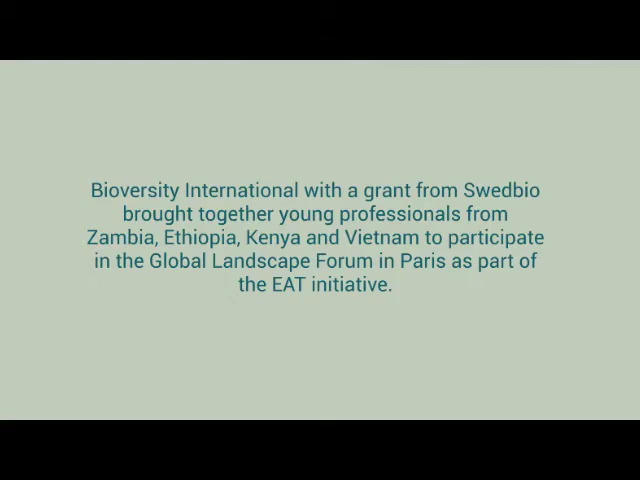 Bioversity International with a grant from Swedbio
brought together young professionals from
Zambia, Ethiopia, Kenya and Vietnam to participate
in the Global Landscape Forum in Paris as part of
the EAT initiative.